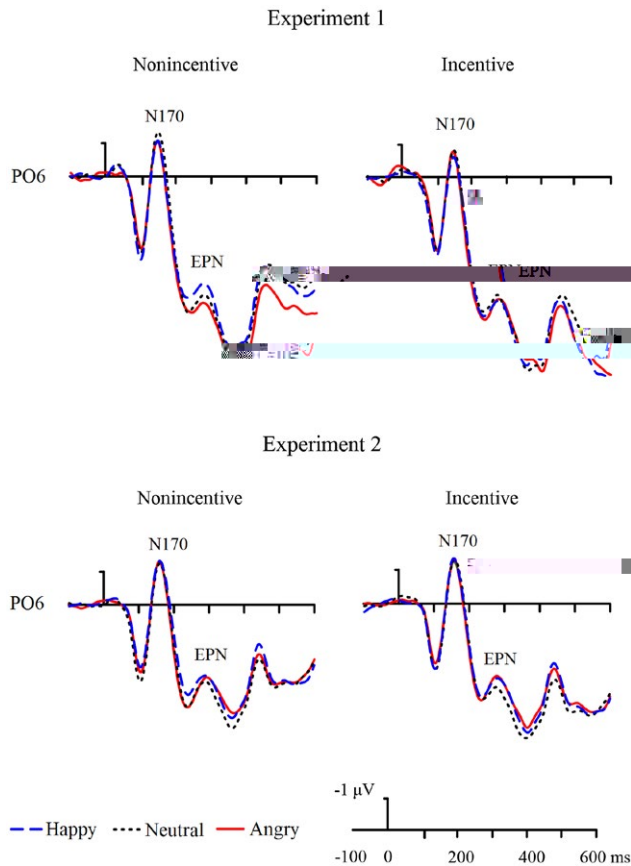 Experiment 1
Nonincentive Incentive
N170 N170
PO6
EPN EPN
EPN
Experiment 2
Nonincentive Incentive
N170 N170
PO6
EPN EPN
-1 µV
Happy Neutral Angry
-100 0 200 400 600 ms